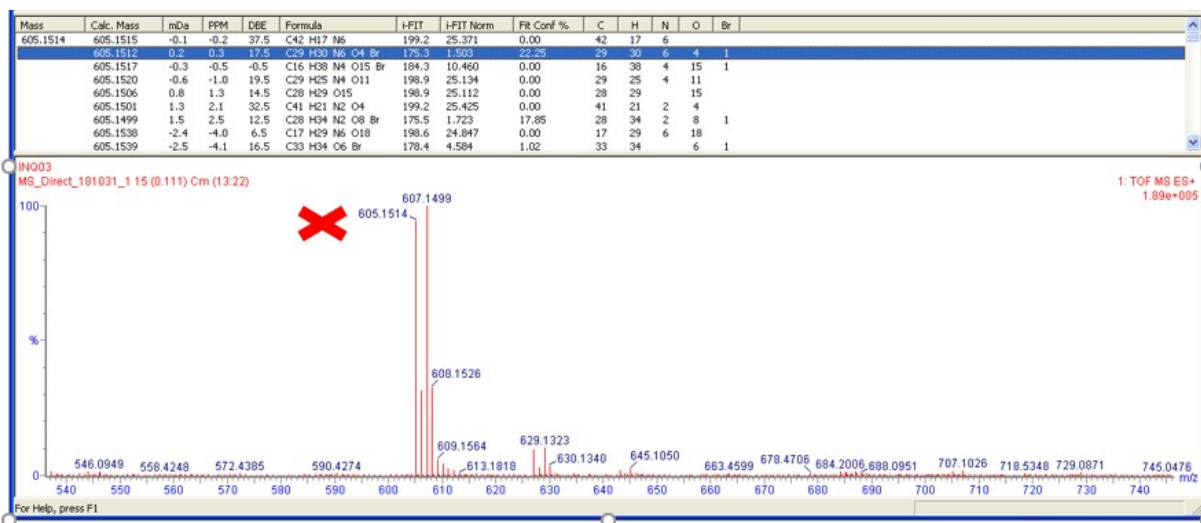 Mass Calc. Mass mDa PPM DBE Formula i-FIT i-FIT Norm Fit Conf % C H N O Br
605.1514 605.1515 -0.1 -0.2 37.5 C42 H17 N6 199.2 25.371 0.00 42 17 6
605.1512 0.2 0.3 17.5 C29 H30 N6 O4 Br 175.3 1.503 22.25 29 30 6 4 1
605.1517 -0.3 -0.5 -0.5 C16 H38 N4 O15 Br 184.3 10.460 0.00 16 38 4 15 1
605.1520 -0.6 -1.0 19.5 C29 H25 N4 O11 198.9 25.134 0.00 29 25 4 11
605.1506 0.8 1.3 14.5 C28 H29 O15 198.9 25.112 0.00 28 29 15
605.1501 1.3 2.1 32.5 C41 H21 N2 O4 199.2 25.425 0.00 41 21 2 4
605.1499 1.5 2.5 12.5 C28 H34 N2 O8 Br 175.5 1.723 17.85 28 34 2 8 1
605.1538 -2.4 -4.0 6.5 C17 H29 N6 O18 198.6 24.847 0.00 17 29 6 18
605.1539 -2.5 -4.1 16.5 C33 H34 O6 Br 178.4 4.584 1.02 33 34 6 1
INQ03
MS_Direct_181031_1 15 (0.111) Cm (13:22)
1: TOF MS ES+
1.89e+005
100
607.1499
605.1514
%
608.1526
609.1564
629.1323
546.0949 558.4248 572.4385 590.4274 613.1818 630.1340 645.1050 663.4599 678.4706 684.2006 688.0951 707.1026 718.5348 729.0871 745.0476
0
m/z
540 550 560 570 580 590 600 610 620 630 640 650 660 670 680 690 700 710 720 730 740
For Help, press F1